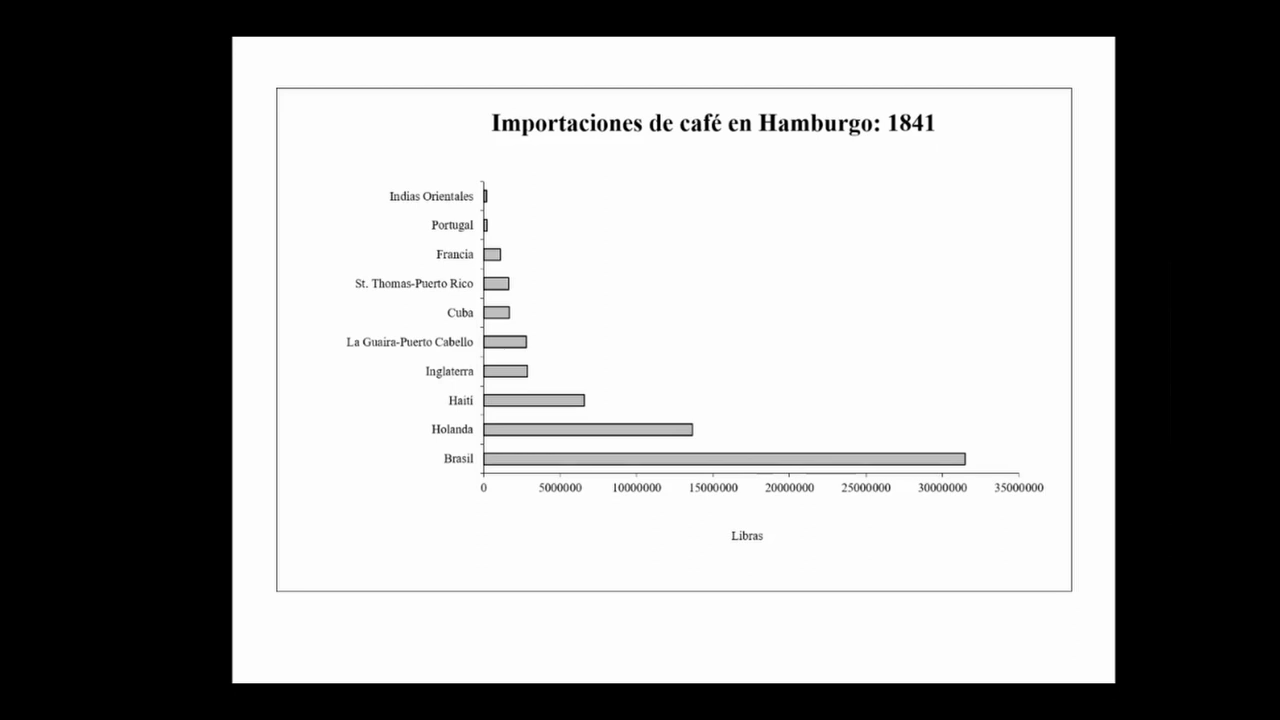 Importaciones de café en Hamburgo: 1841
Indias Orientales
Portugal
Francia
St. Thomas-Puerto Rico
Cuba
La Guaira-Puerto Cabello
Inglaterra
Haití
Holanda
Brasil
0 5000000 10000000 15000000 20000000 25000000 30000000 35000000
Libras